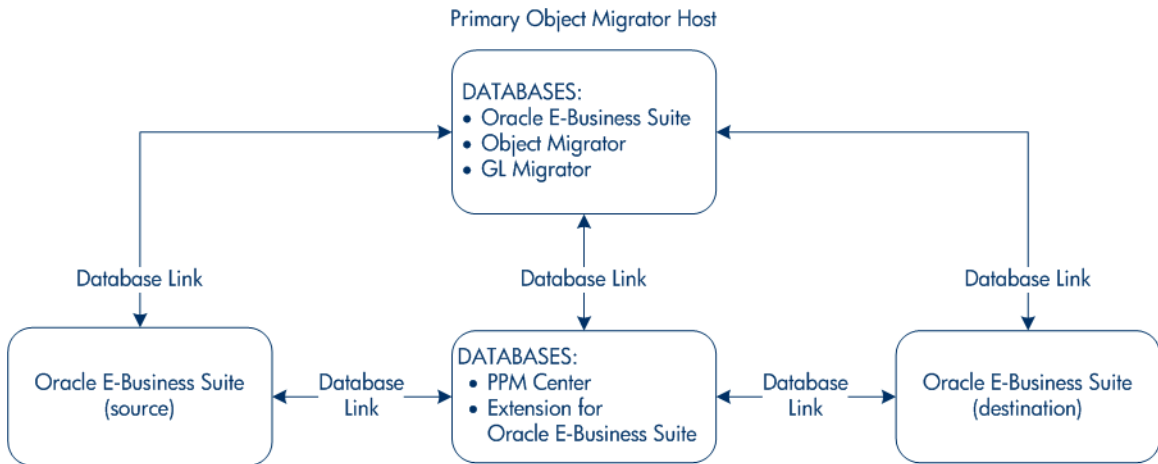 Primary Object Migrator Host
DATABASES:
• Oracle E-Business Suite
• Object Migrator
• GL Migrator
Database Link
Database Link
Database Link
Oracle E-Business Suite
(source)
Database
Link
DATABASES:
• PPM Center
• Extension for
Oracle E-Business Suite
Database
Link
Oracle E-Business Suite
(destination)